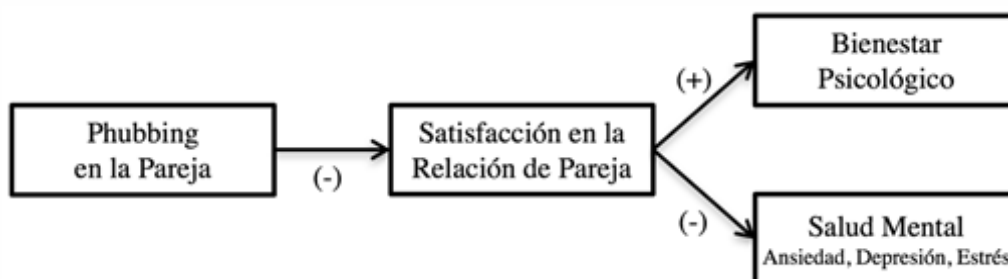 Phubbing
en la Pareja
(-)
Satisfacción en la
Relación de Pareja
(+)
Bienestar
Psicológico
(-)
Salud Mental
Ansiedad, Depresión, Estrés